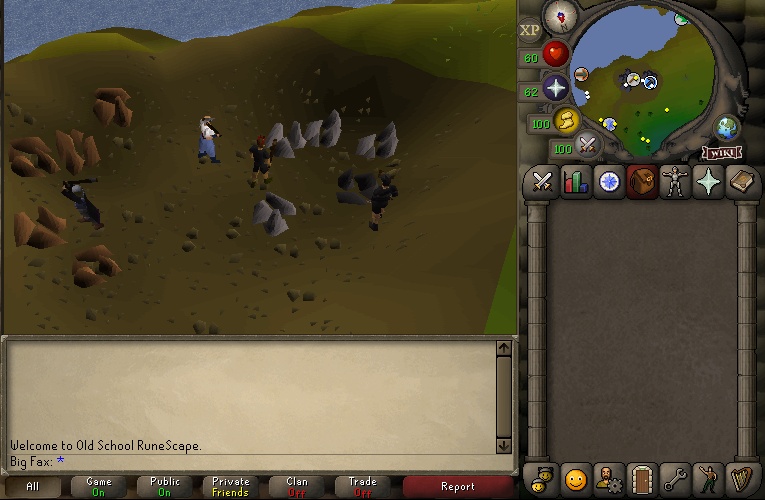 XP
60
62
100
100
WIKI
Welcome to Old School RuneScape.
Big Fax: *
All
Game
On
Public
On
Private
Friends
Clan
Off
Trade
Off
Report